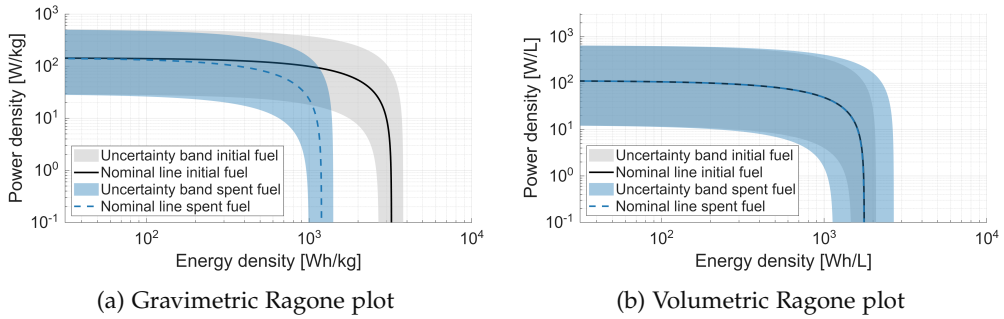 Power density [W/kg]
10^3
10^2
10^1
10^0
10^-1
Uncertainty band initial fuel
Nominal line initial fuel
Uncertainty band spent fuel
Nominal line spent fuel
10^2
10^3
10^4
Energy density [Wh/kg]
(a) Gravimetric Ragone plot
Power density [W/L]
10^3
10^2
10^1
10^0
10^-1
Uncertainty band initial fuel
Nominal line initial fuel
Uncertainty band spent fuel
Nominal line spent fuel
10^2
10^3
10^4
Energy density [Wh/L]
(b) Volumetric Ragone plot